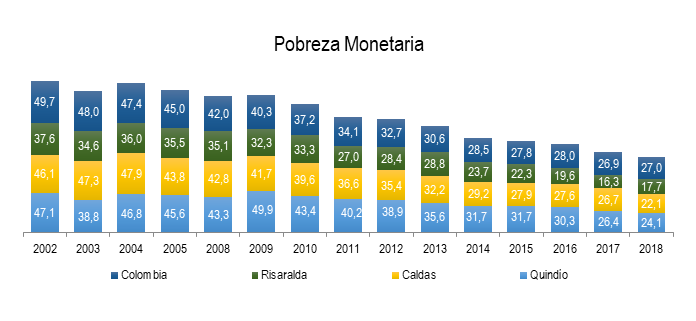 Pobreza Monetaria
49,7 48,0 47,4 45,0 42,0 40,3 37,2 34,1 32,7 30,6 28,5 27,8 28,0 26,9 27,0
37,6 34,6 36,0 35,5 35,1 32,3 33,3 27,0 28,4 28,8 23,7 22,3 19,6 16,3 17,7
46,1 47,3 47,9 43,8 42,8 41,7 39,6 36,6 35,4 32,2 29,2 27,9 27,6 26,7 22,1
47,1 38,8 46,8 45,6 43,3 49,9 43,4 40,2 38,9 35,6 31,7 31,7 30,3 26,4 24,1
2002 2003 2004 2005 2008 2009 2010 2011 2012 2013 2014 2015 2016 2017 2018
Colombia Risaralda Caldas Quindío